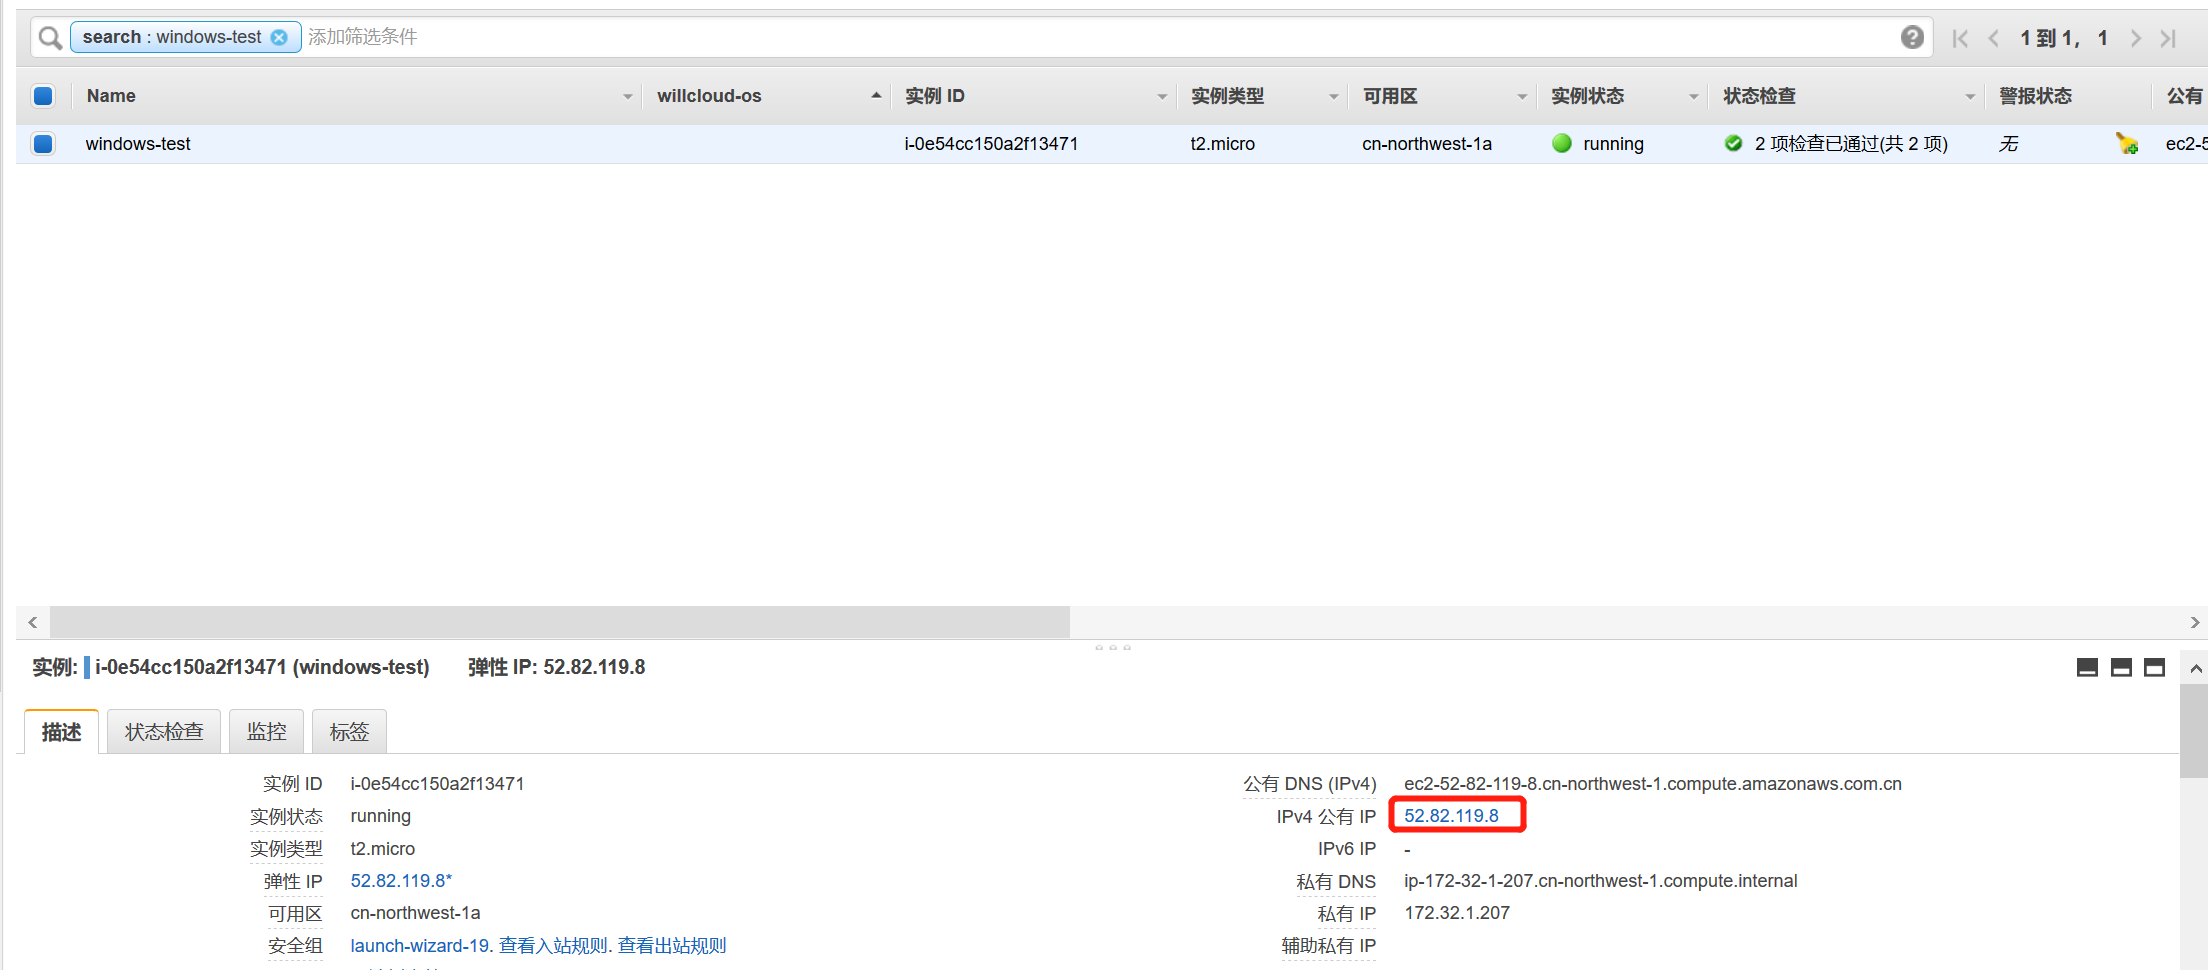 search : windows-test 添加筛选条件 1 到 1， 1
Name willcloud-os 实例 ID 实例类型 可用区 实例状态 状态检查 警报状态 公有
windows-test i-0e54cc150a2f13471 t2.micro cn-northwest-1a running 2 项检查已通过(共 2 项) 无 ec2-5
实例: i-0e54cc150a2f13471 (windows-test) 弹性 IP: 52.82.119.8
描述 状态检查 监控 标签
实例 ID i-0e54cc150a2f13471 公有 DNS (IPv4) ec2-52-82-119-8.cn-northwest-1.compute.amazonaws.com.cn
实例状态 running IPv4 公有 IP 52.82.119.8
实例类型 t2.micro IPv6 IP -
弹性 IP 52.82.119.8* 私有 DNS ip-172-32-1-207.cn-northwest-1.compute.internal
可用区 cn-northwest-1a 私有 IP 172.32.1.207
安全组 launch-wizard-19. 查看入站规则. 查看出站规则 辅助私有 IP